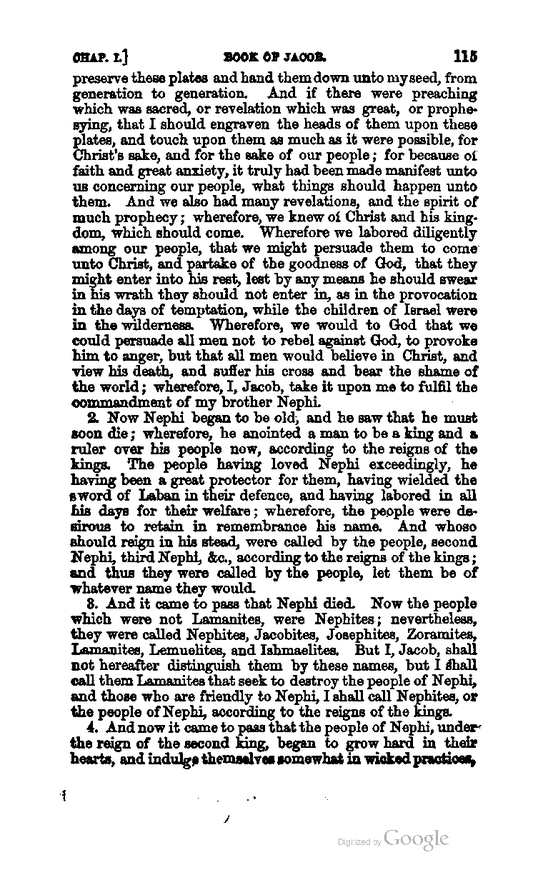 CHAP. I.] BOOK OF JACOB. 115
preserve these plates and hand them down unto my seed, from
generation to generation. And if there were preaching
which was sacred, or revelation which was great, or prophe-
sying, that I should engraven the heads of them upon these
plates, and touch upon them as much as it were possible, for
Christ's sake, and for the sake of our people; for because of
faith and great anxiety, it truly had been made manifest unto
us concerning our people, what things should happen unto
them. And we also had many revelations, and the spirit of
much prophecy; wherefore, we knew of Christ and his king-
dom, which should come. Wherefore we labored diligently
among our people, that we might persuade them to come
unto Christ, and partake of the goodness of God, that they
might enter into his rest, lest by any means he should swear
in his wrath they should not enter in, as in the provocation
in the days of temptation, while the children of Israel were
in the wilderness. Wherefore, we would to God that we
could persuade all men not to rebel against God, to provoke
him to anger, but that all men would believe in Christ, and
view his death, and suffer his cross and bear the shame of
the world; wherefore, I, Jacob, take it upon me to fulfil the
commandment of my brother Nephi.
2. Now Nephi began to be old, and he saw that he must
soon die; wherefore, he anointed a man to be a king and a
ruler over his people now, according to the reigns of the
kings. The people having loved Nephi exceedingly, he
having been a great protector for them, having wielded the
sword of Laban in their defence, and having labored in all
his days for their welfare; wherefore, the people were de-
sirous to retain in remembrance his name. And whoso
should reign in his stead, were called by the people, second
Nephi, third Nephi, &c., according to the reigns of the kings;
and thus they were called by the people, let them be of
whatever name they would.
3. And it came to pass that Nephi died. Now the people
which were not Lamanites, were Nephites; nevertheless,
they were called Nephites, Jacobites, Josephites, Zoramites,
Lamanites, Lemuelites, and Ishmaelites. But I, Jacob, shall
not hereafter distinguish them by these names, but I shall
call them Lamanites that seek to destroy the people of Nephi,
and those who are friendly to Nephi, I shall call Nephites, or
the people of Nephi, according to the reigns of the kings.
4. And now it came to pass that the people of Nephi, under
the reign of the second king, began to grow hard in their
hearts, and indulge themselves somewhat in wicked practices,
Digitized by Google